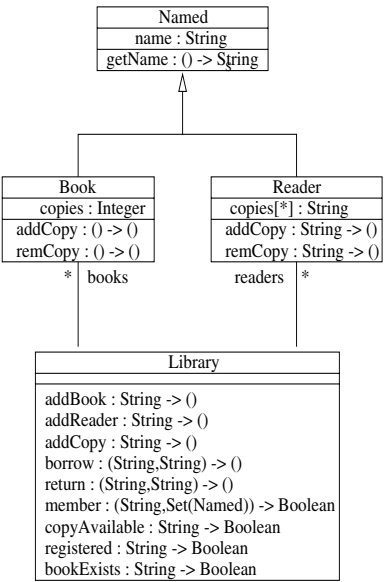 Named
name : String
getName : () -> String
s
Book
copies : Integer
addCopy : () -> ()
remCopy : () -> ()
Reader
copies[*] : String
addCopy : String -> ()
remCopy : String -> ()
* books
readers *
Library
addBook : String -> ()
addReader : String -> ()
addCopy : String -> ()
borrow : (String,String) -> ()
return : (String,String) -> ()
member : (String,Set(Named)) -> Boolean
copyAvailable : String -> Boolean
registered : String -> Boolean
bookExists : String -> Boolean